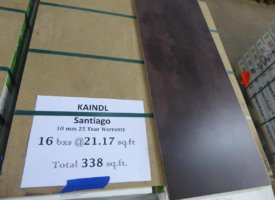 KAINDL
Santiago
10 mm 25 Year Warranty
16 bxs @21.17 sq.ft
Total 338 sq.ft.